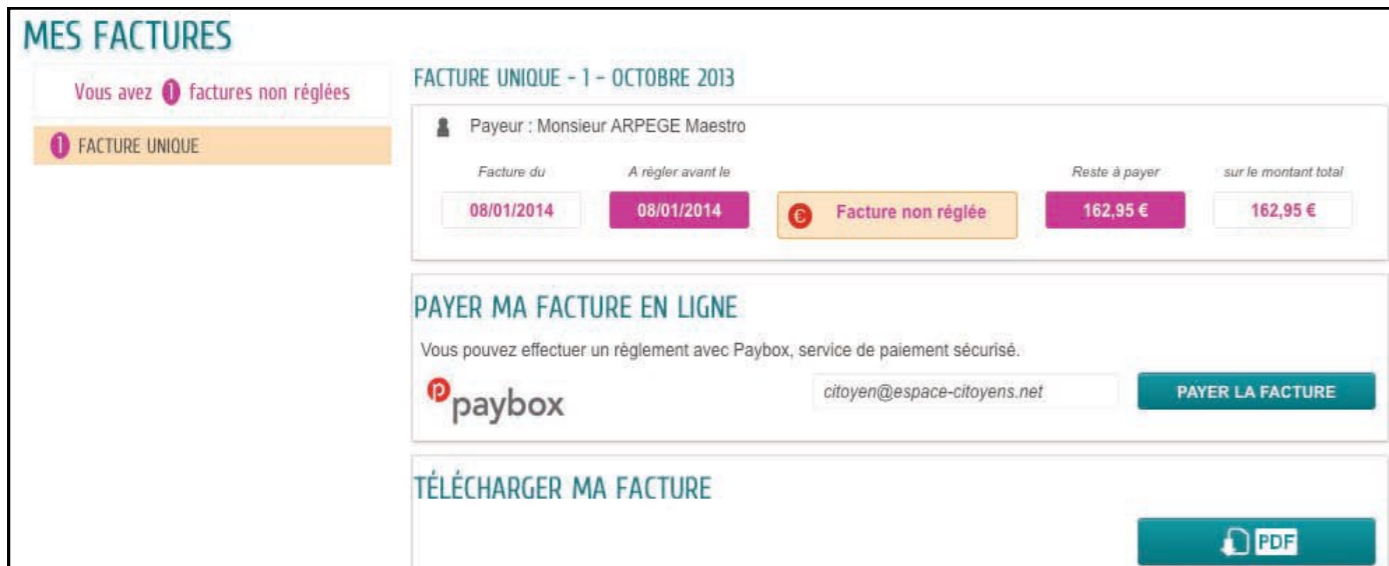 MES FACTURES
Vous avez 1 factures non réglées
1 FACTURE UNIQUE
FACTURE UNIQUE - 1 - OCTOBRE 2013
Payeur : Monsieur ARPEGE Maestro
Facture du
A règler avant le
Reste à payer
sur le montant total
08/01/2014
08/01/2014
€ Facture non réglée
162,95 €
162,95 €
PAYER MA FACTURE EN LIGNE
Vous pouvez effectuer un règlement avec Paybox, service de paiement sécurisé.
p paybox
citoyen@espace-citoyens.net
PAYER LA FACTURE
TÉLÉCHARGER MA FACTURE
PDF